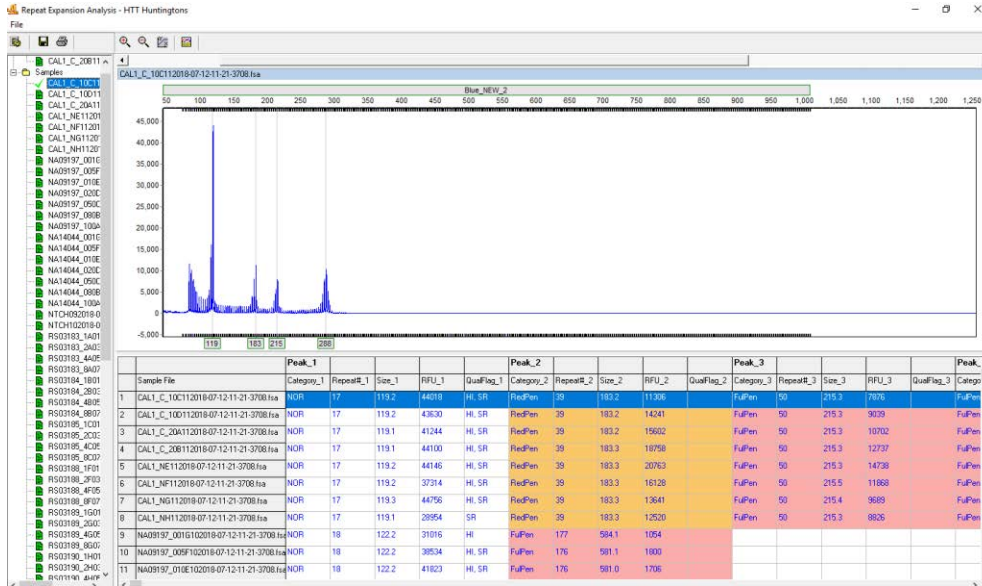 Repeat Expansion Analysis - HTT Huntingtons
File
CAL1_C_20B11
Samples
CAL1_C_10C11
CAL1_C_10D11
CAL1_C_20A11
CAL1_NE11201
CAL1_NF11201
CAL1_NG1120
CAL1_NH1120
NA09197_001G
NA09197_005F
NA09197_010E
NA09197_020D
NA09197_050C
NA09197_080B
NA09197_100A
NA14044_001G
NA14044_005F
NA14044_010E
NA14044_020D
NA14044_050C
NA14044_080B
NA14044_100A
NTCH092018-0
NTCH102018-0
RS03183_1A01
RS03183_2A03
RS03183_4A05
RS03183_8A07
RS03184_1B01
RS03184_2B03
RS03184_4B05
RS03184_8B07
RS03185_1C01
RS03185_2C03
RS03185_4C05
RS03185_8C07
RS03188_1F01
RS03188_2F03
RS03188_4F05
RS03188_8F07
RS03189_1G01
RS03189_2G03
RS03189_4G05
RS03189_8G07
RS03190_1H01
RS03190_2H03
RS03190_4H05
CAL1_C_10C112018-07-12-11-21-3708.fsa
Blue_NEW_2
50 100 150 200 250 300 350 400 450 500 550 600 650 700 750 800 850 900 950 1,000 1,050 1,100 1,150 1,200 1,250
45,000
40,000
35,000
30,000
25,000
20,000
15,000
10,000
5,000
0
-5,000
119 183 215 288
Peak_1 Peak_2 Peak_3 Peak_
Sample File Category_1 Repeat#_1 Size_1 RFU_1 QualFlag_1 Category_2 Repeat#_2 Size_2 RFU_2 QualFlag_2 Category_3 Repeat#_3 Size_3 RFU_3 QualFlag_3 Catego
1 CAL1_C_10C112018-07-12-11-21-3708.fsa NOR 17 119.2 44018 HI, SR RedPen 39 183.2 11306 FulPen 50 215.3 7876 FulPen
2 CAL1_C_10D112018-07-12-11-21-3708.fsa NOR 17 119.2 43630 HI, SR RedPen 39 183.2 14241 FulPen 50 215.3 9039 FulPen
3 CAL1_C_20A112018-07-12-11-21-3708.fsa NOR 17 119.1 41244 HI, SR RedPen 39 183.2 15602 FulPen 50 215.3 10702 FulPen
4 CAL1_C_20B112018-07-12-11-21-3708.fsa NOR 17 119.1 44100 HI, SR RedPen 39 183.3 18758 FulPen 50 215.3 12737 FulPen
5 CAL1_NE112018-07-12-11-21-3708.fsa NOR 17 119.2 44146 HI, SR RedPen 39 183.3 20763 FulPen 50 215.3 14738 FulPen
6 CAL1_NF112018-07-12-11-21-3708.fsa NOR 17 119.2 37314 HI, SR RedPen 39 183.3 16128 FulPen 50 215.5 11868 FulPen
7 CAL1_NG112018-07-12-11-21-3708.fsa NOR 17 119.3 44756 HI, SR RedPen 39 183.3 13641 FulPen 50 215.4 9689 FulPen
8 CAL1_NH112018-07-12-11-21-3708.fsa NOR 17 119.1 28954 SR RedPen 39 183.3 12520 FulPen 50 215.3 8826 FulPen
9 NA09197_001G102018-07-12-11-21-3708.fsa NOR 18 122.2 31016 HI FulPen 177 584.1 1054
10 NA09197_005F102018-07-12-11-21-3708.fsa NOR 18 122.2 38534 HI, SR FulPen 176 581.1 1800
11 NA09197_010E102018-07-12-11-21-3708.fsa NOR 18 122.2 41823 HI, SR FulPen 176 581.0 1706